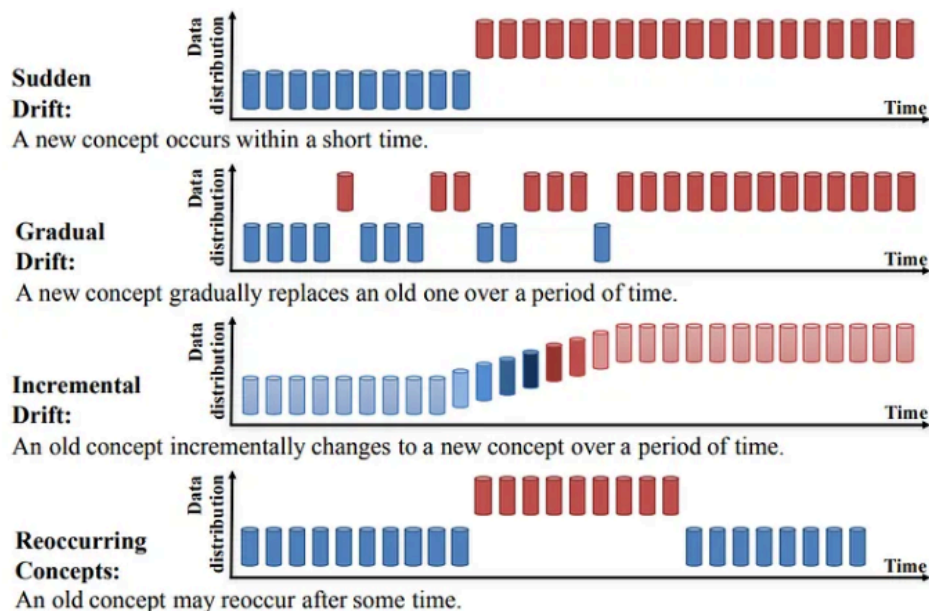 Data
distribution
Sudden
Drift:
Time
A new concept occurs within a short time.
Data
distribution
Gradual
Drift:
Time
A new concept gradually replaces an old one over a period of time.
Data
distribution
Incremental
Drift:
Time
An old concept incrementally changes to a new concept over a period of time.
Data
distribution
Reoccurring
Concepts:
Time
An old concept may reoccur after some time.